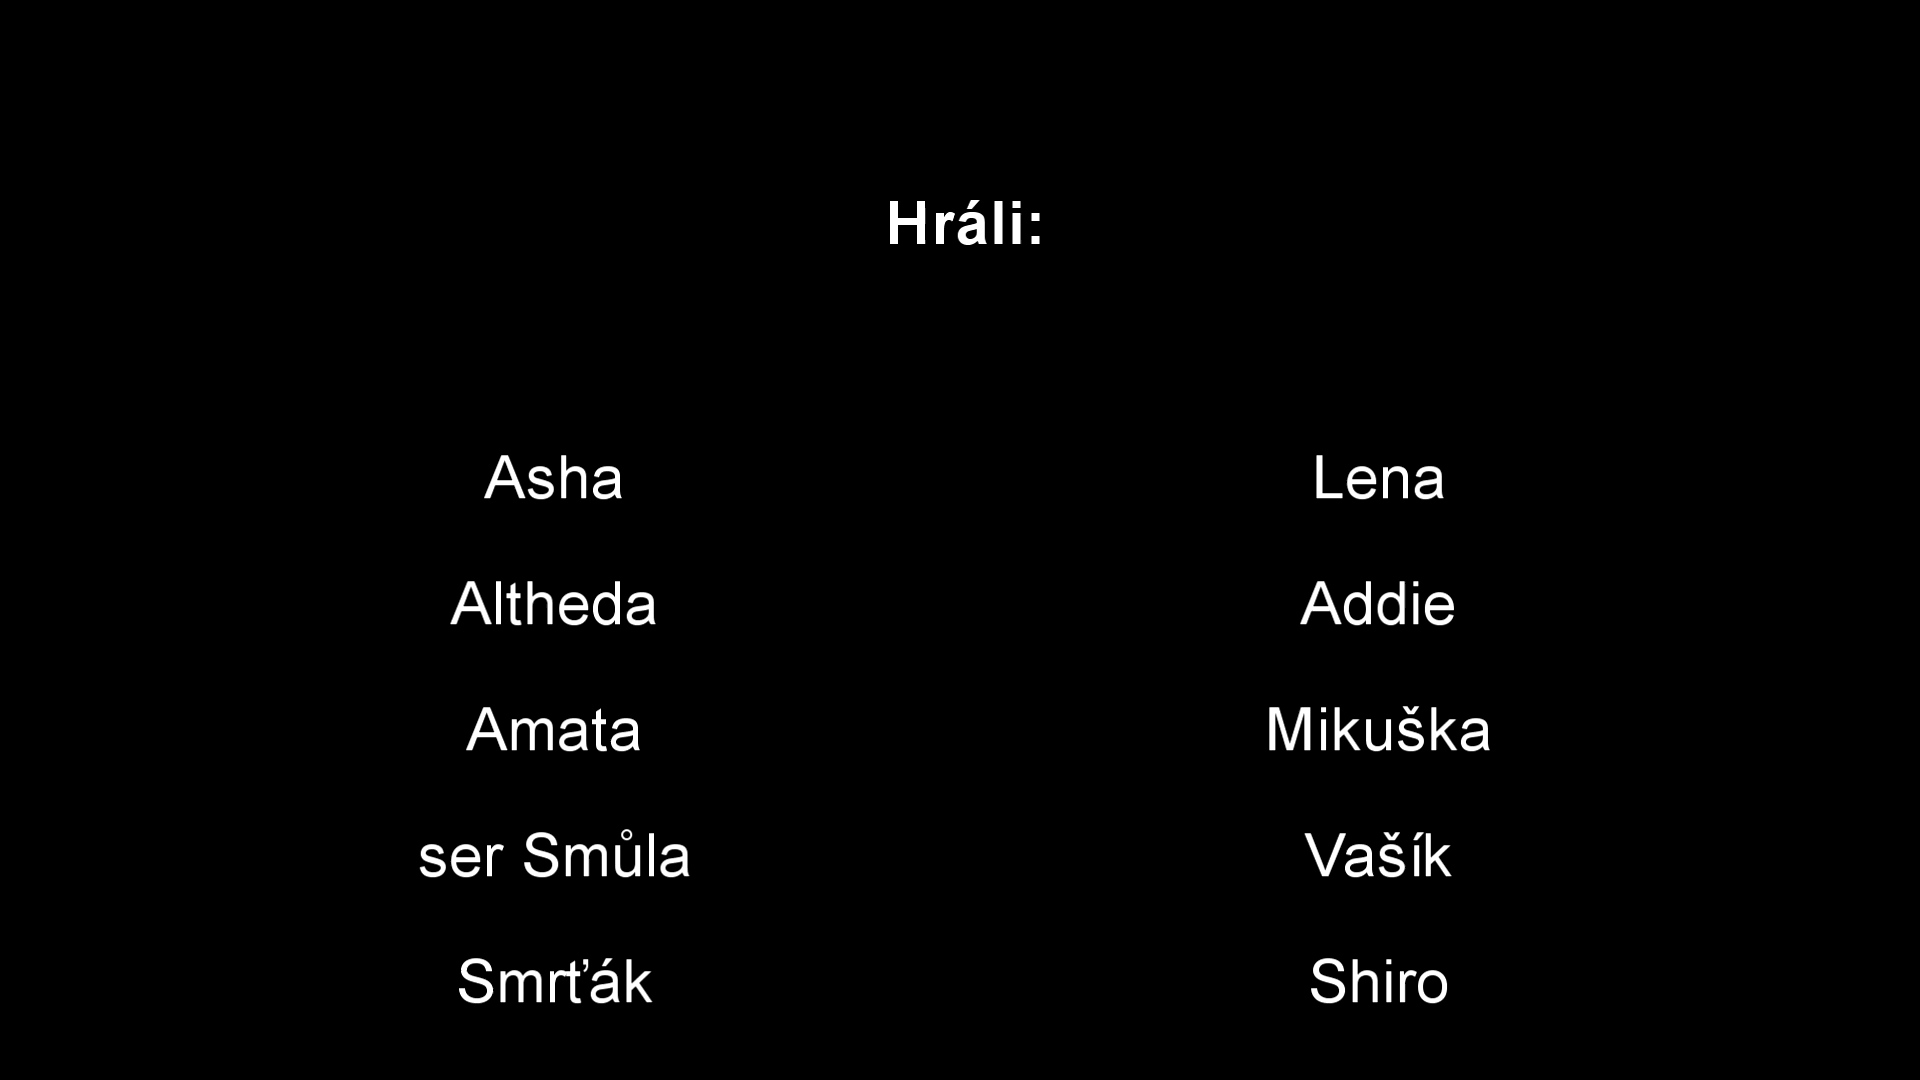 Hráli:
Asha Lena
Altheda Addie
Amata Mikuška
ser Smůla Vašík
Smrťák Shiro